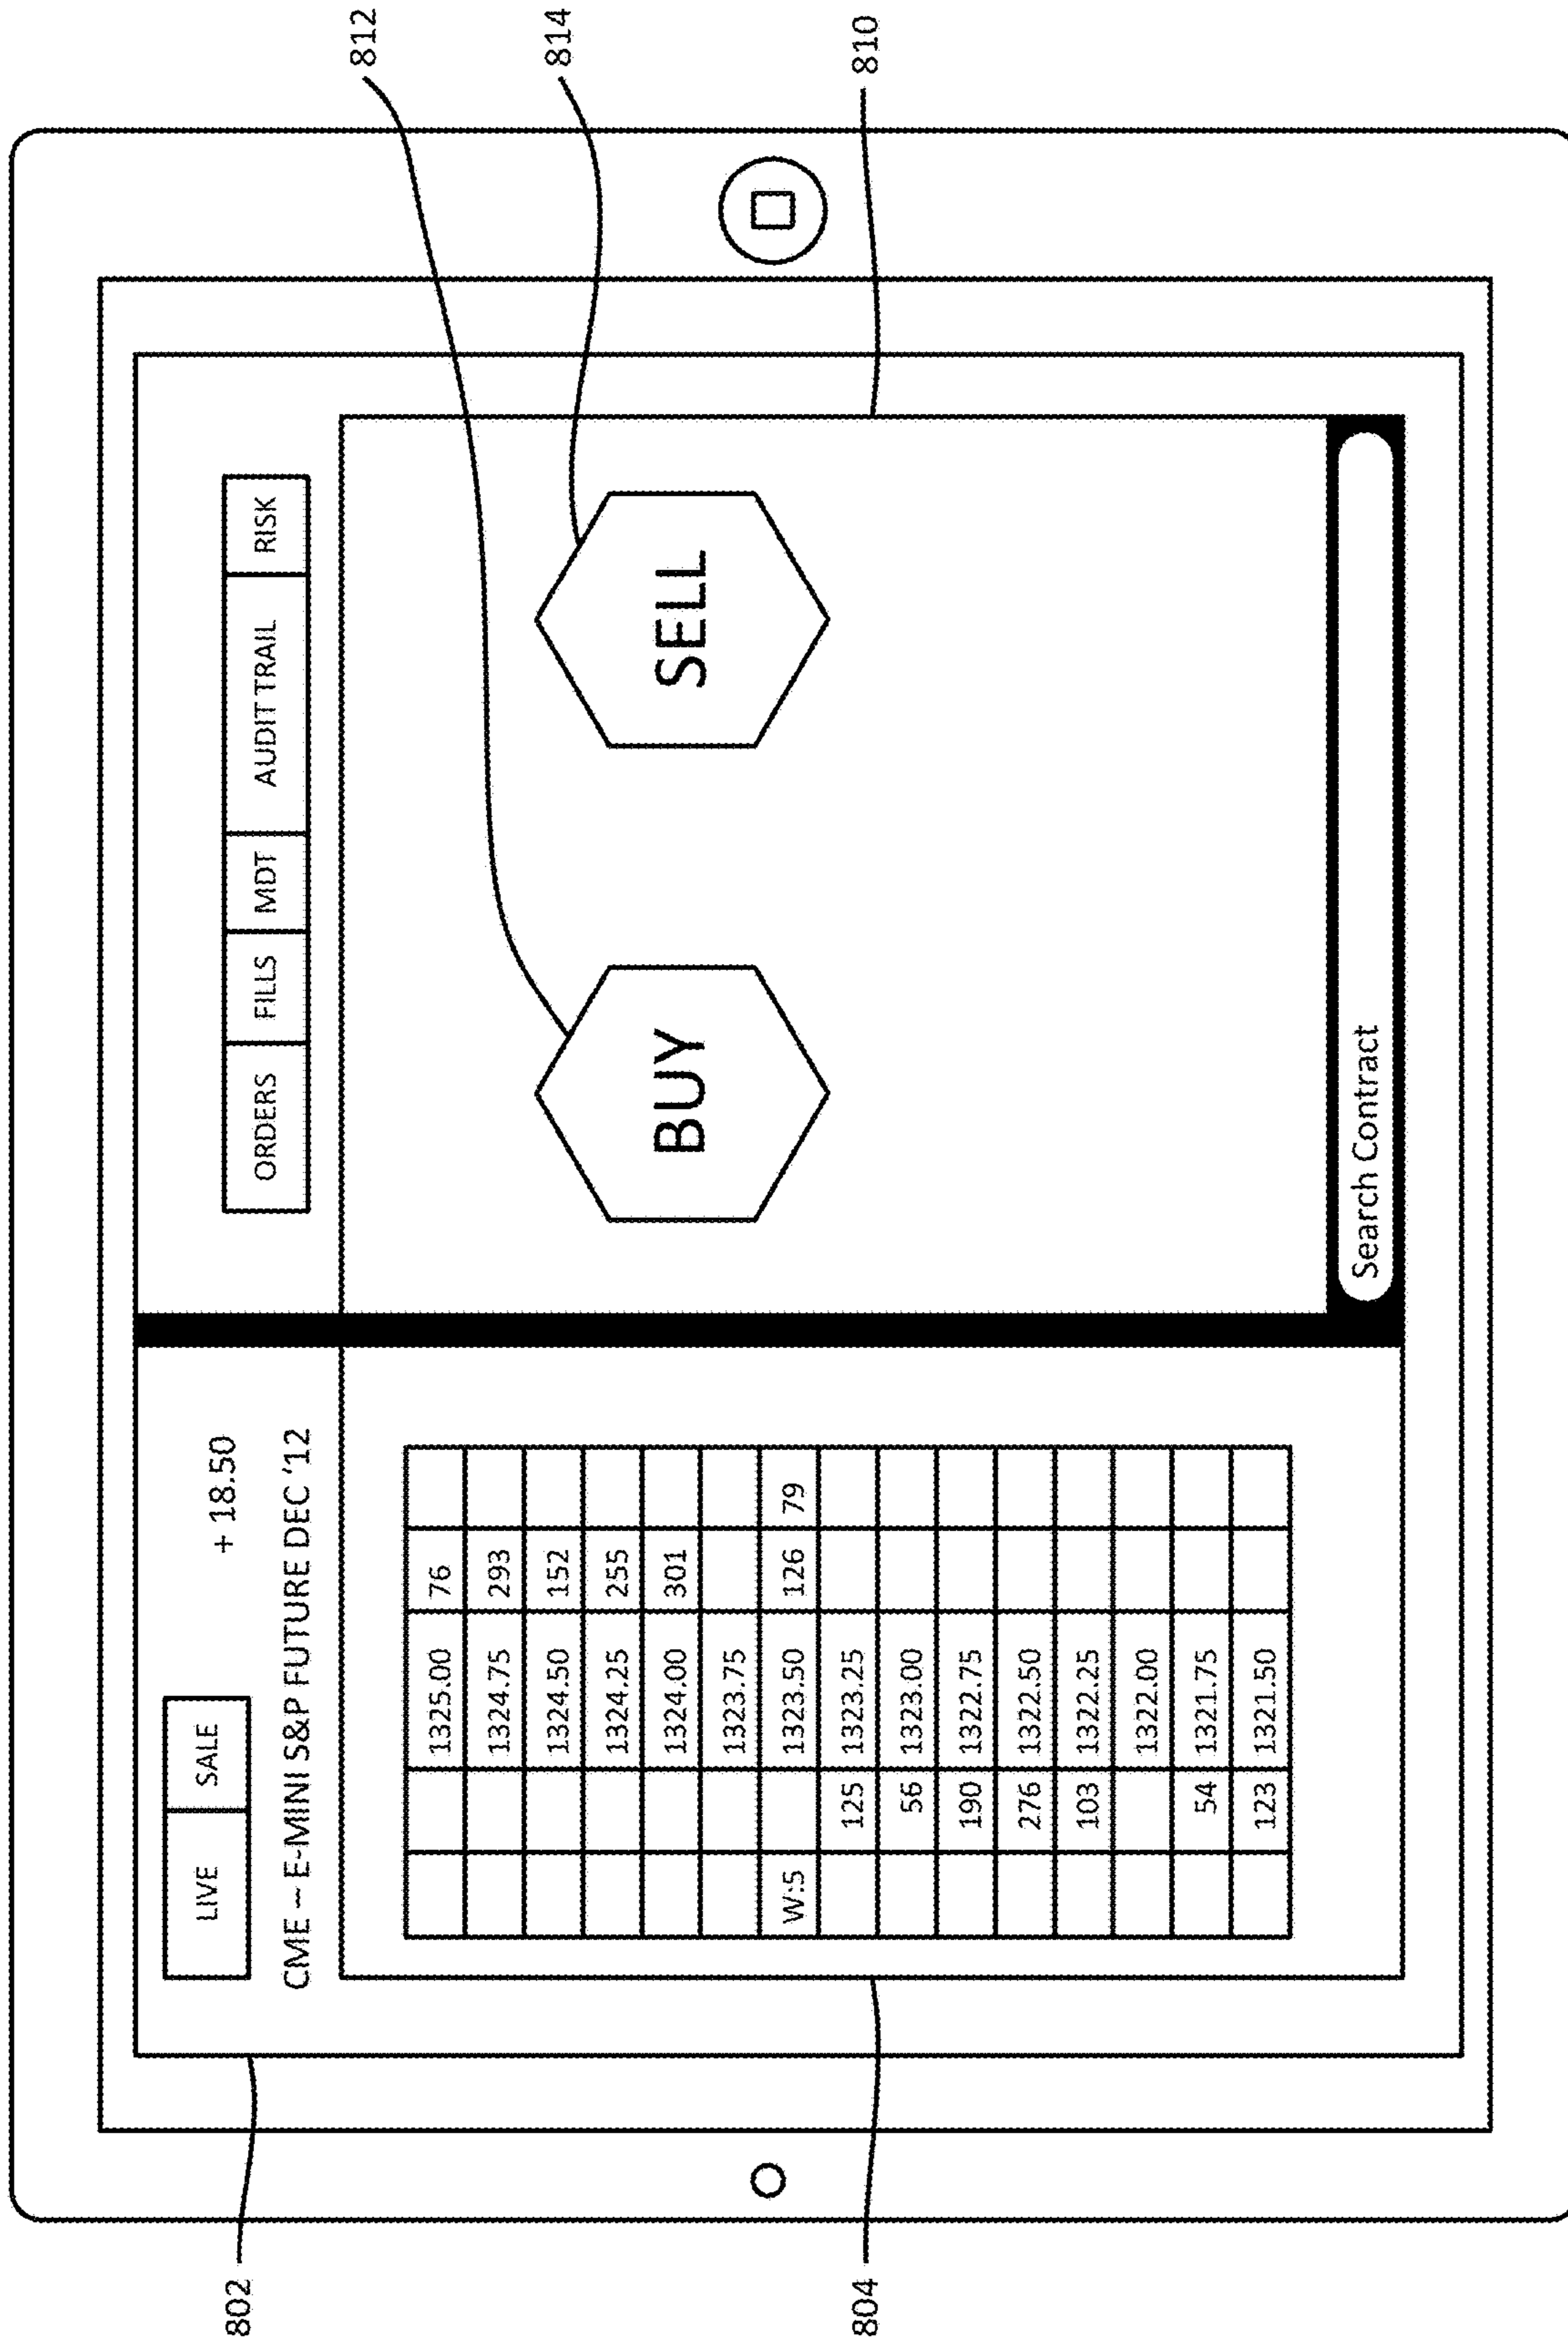 812
814
810
802
804
LIVE SALE + 18.50
CME – E-MINI S&P FUTURE DEC '12
ORDERS FILLS MDT AUDIT TRAIL RISK
1325.00 76
1324.75 293
1324.50 152
1324.25 255
1324.00 301
1323.75
W:5 1323.50 126 79
125 1323.25
56 1323.00
190 1322.75
276 1322.50
103 1322.25
1322.00
54 1321.75
123 1321.50
BUY
SELL
Search Contract